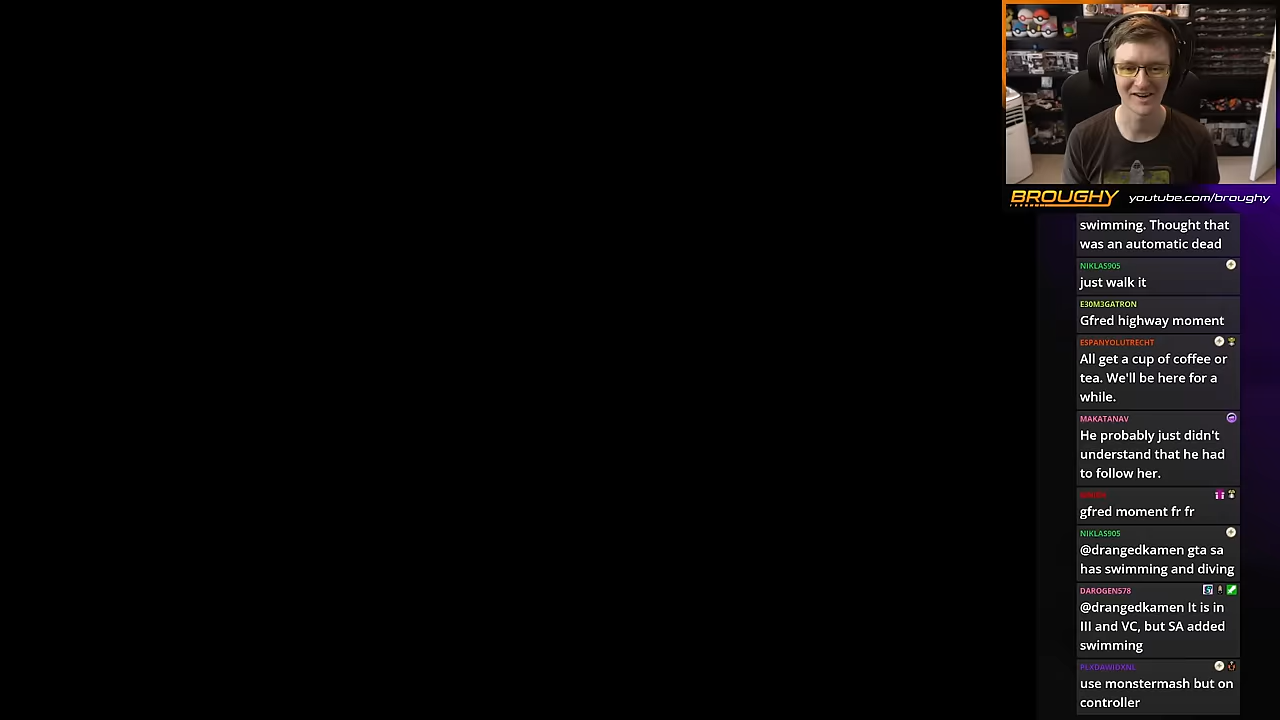 BROUGHY
youtube.com/broughy
swimming. Thought that
was an automatic dead
NIKLAS905
just walk it
E30M3GATRON
Gfred highway moment
ESPANYOLUTRECHT
All get a cup of coffee or
tea. We'll be here for a
while.
MAKATANAV
He probably just didn't
understand that he had
to follow her.
gfred moment fr fr
NIKLAS905
@drangedkamen gta sa
has swimming and diving
DAROGEN578
@drangedkamen It is in
III and VC, but SA added
swimming
PLXDAWIDXNL
use monstermash but on
controller